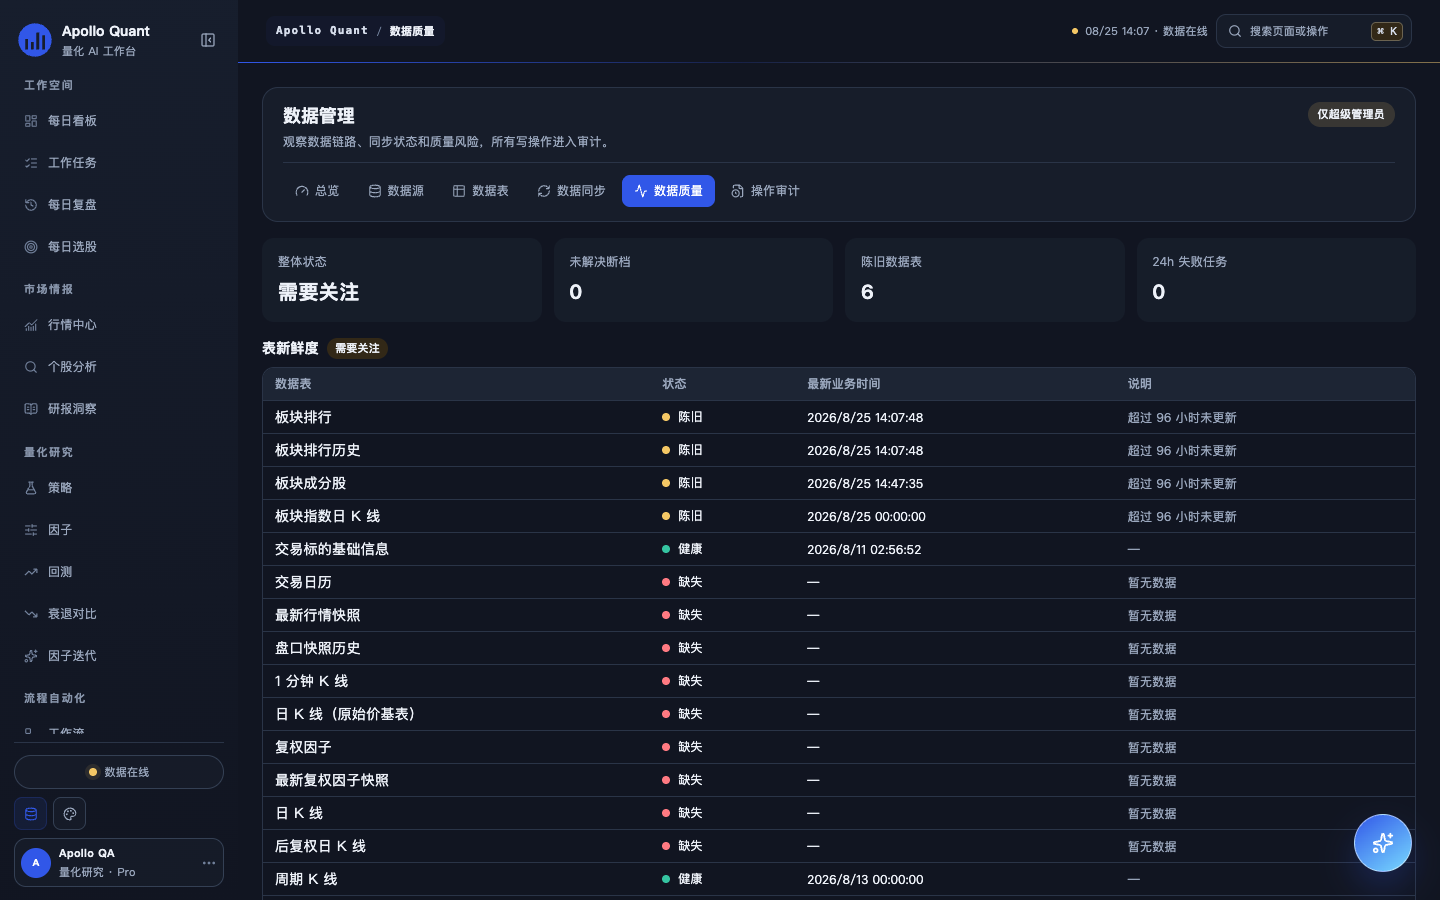 Apollo Quant
量化 AI 工作台
工作空间
每日看板
工作任务
每日复盘
每日选股
市场情报
行情中心
个股分析
研报洞察
量化研究
策略
因子
回测
衰退对比
因子迭代
流程自动化
工作流
数据在线
A
Apollo QA
量化研究 · Pro
Apollo Quant / 数据质量
08/25 14:07 · 数据在线
搜索页面或操作
⌘ K
数据管理
仅超级管理员
观察数据链路、同步状态和质量风险，所有写操作进入审计。
总览 数据源 数据表 数据同步 数据质量 操作审计
整体状态
需要关注
未解决断档
0
陈旧数据表
6
24h 失败任务
0
表新鲜度 需要关注
数据表 状态 最新业务时间 说明
板块排行 陈旧 2026/8/25 14:07:48 超过 96 小时未更新
板块排行历史 陈旧 2026/8/25 14:07:48 超过 96 小时未更新
板块成分股 陈旧 2026/8/25 14:47:35 超过 96 小时未更新
板块指数日 K 线 陈旧 2026/8/25 00:00:00 超过 96 小时未更新
交易标的基础信息 健康 2026/8/11 02:56:52 —
交易日历 缺失 — 暂无数据
最新行情快照 缺失 — 暂无数据
盘口快照历史 缺失 — 暂无数据
1 分钟 K 线 缺失 — 暂无数据
日 K 线（原始价基表） 缺失 — 暂无数据
复权因子 缺失 — 暂无数据
最新复权因子快照 缺失 — 暂无数据
日 K 线 缺失 — 暂无数据
后复权日 K 线 缺失 — 暂无数据
周期 K 线 健康 2026/8/13 00:00:00 —